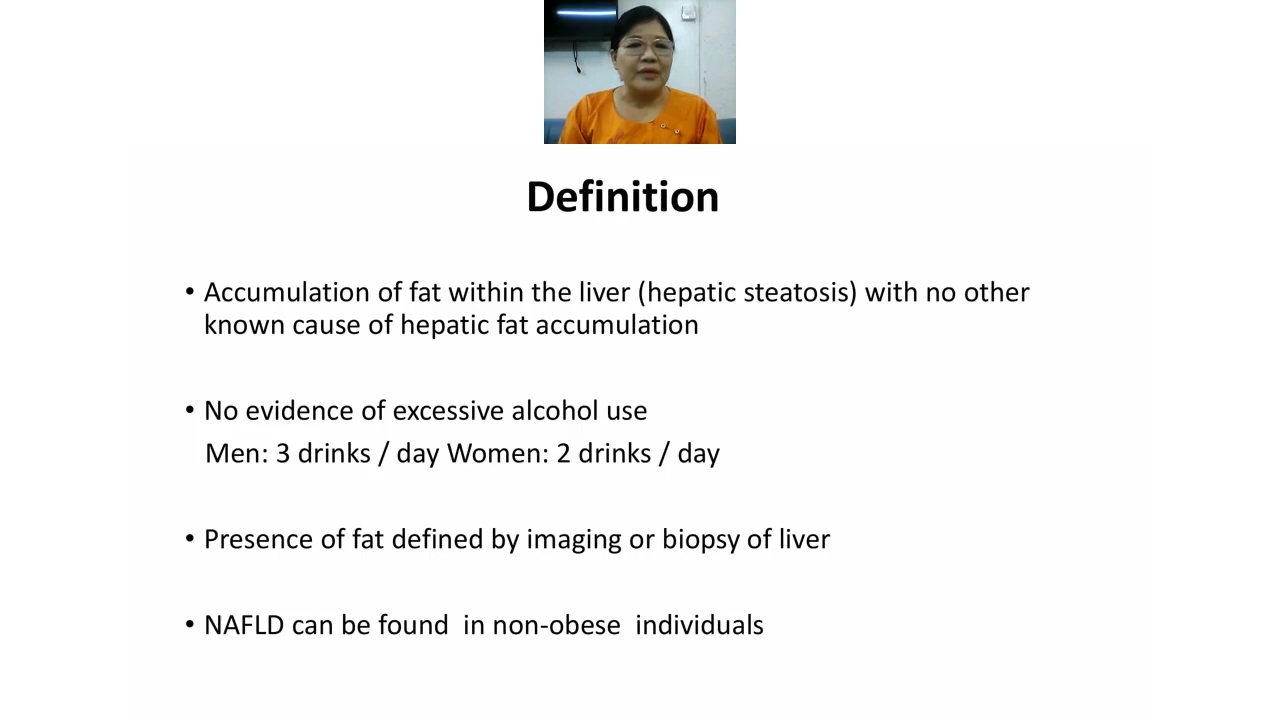 Definition
• Accumulation of fat within the liver (hepatic steatosis) with no other
known cause of hepatic fat accumulation
• No evidence of excessive alcohol use
Men: 3 drinks / day Women: 2 drinks / day
• Presence of fat defined by imaging or biopsy of liver
• NAFLD can be found  in non-obese  individuals